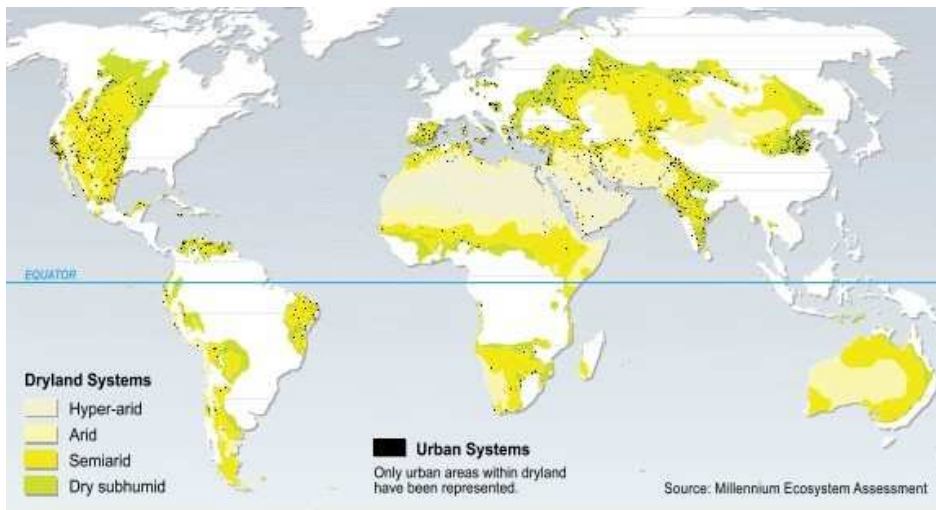 EQUATOR
Dryland Systems
Hyper-arid
Arid
Semiarid
Dry subhumid
Urban Systems
Only urban areas within dryland
have been represented.
Source: Millennium Ecosystem Assessment